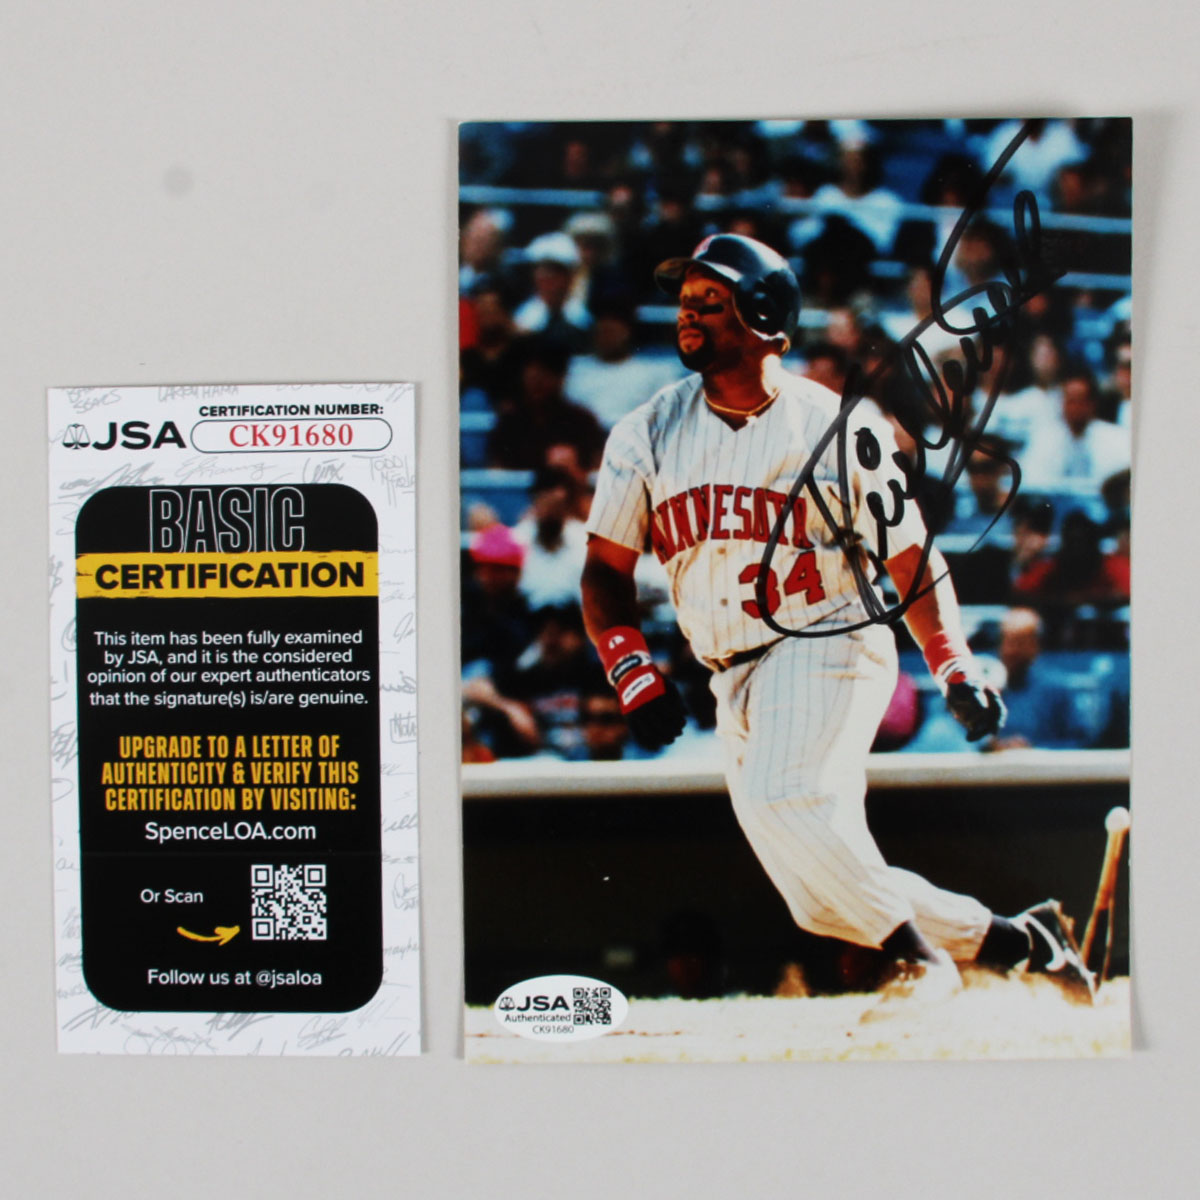 CERTIFICATION NUMBER:
JSA CK91680
BASIC
CERTIFICATION
This item has been fully examined
by JSA, and it is the considered
opinion of our expert authenticators
that the signature(s) is/are genuine.
UPGRADE TO A LETTER OF
AUTHENTICITY & VERIFY THIS
CERTIFICATION BY VISITING:
SpenceLOA.com
Or Scan
Follow us at @jsaloa
MINNESOTA
34
JSA
Authenticated
CK91680